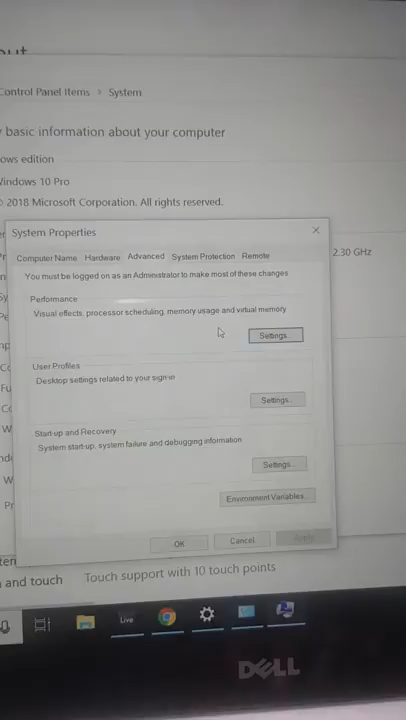 Control Panel Items > System
basic information about your computer
ows edition
Windows 10 Pro
© 2018 Microsoft Corporation. All rights reserved.
System Properties
2.30 GHz
Computer Name Hardware Advanced System Protection Remote
You must be logged on as an Administrator to make most of these changes
Performance
Visual effects, processor scheduling, memory usage and virtual memory
Settings...
User Profiles
Desktop settings related to your sign-in
Settings...
Start-up and Recovery
System start-up, system failure and debugging information
Settings...
Environment Variables...
OK Cancel Apply
and touch Touch support with 10 touch points
Live
DELL